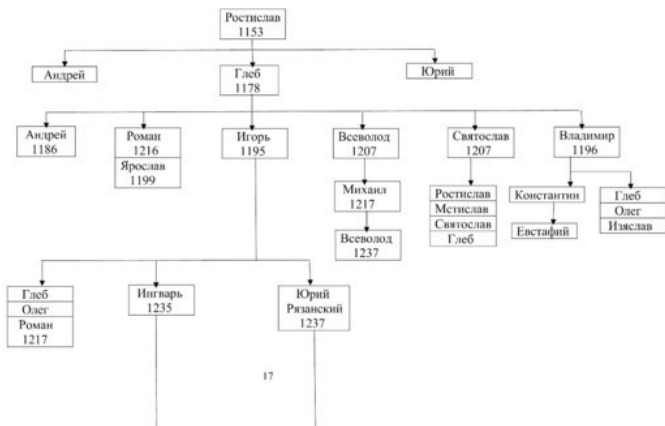 Ростислав
1153
Андрей
Глеб
1178
Юрий
Андрей
1186
Роман
1216
Ярослав
1199
Игорь
1195
Всеволод
1207
Святослав
1207
Владимир
1196
Михаил
1217
Всеволод
1237
Ростислав
Мстислав
Святослав
Глеб
Константин
Евстафий
Глеб
Олег
Изяслав
Глеб
Олег
Роман
1217
Ингварь
1235
Юрий
Рязанский
1237
17